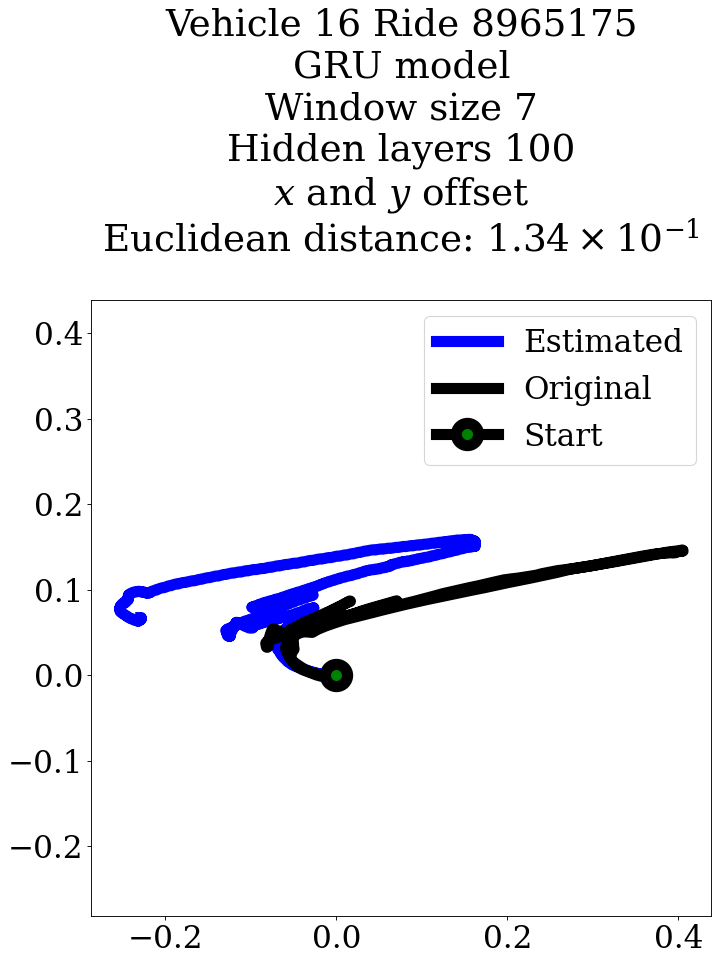 Vehicle 16 Ride 8965175
GRU model
Window size 7
Hidden layers 100
x and y offset
Euclidean distance: 1.34 × 10⁻¹
Estimated
Original
Start
0.4
0.3
0.2
0.1
0.0
−0.1
−0.2
−0.2 0.0 0.2 0.4